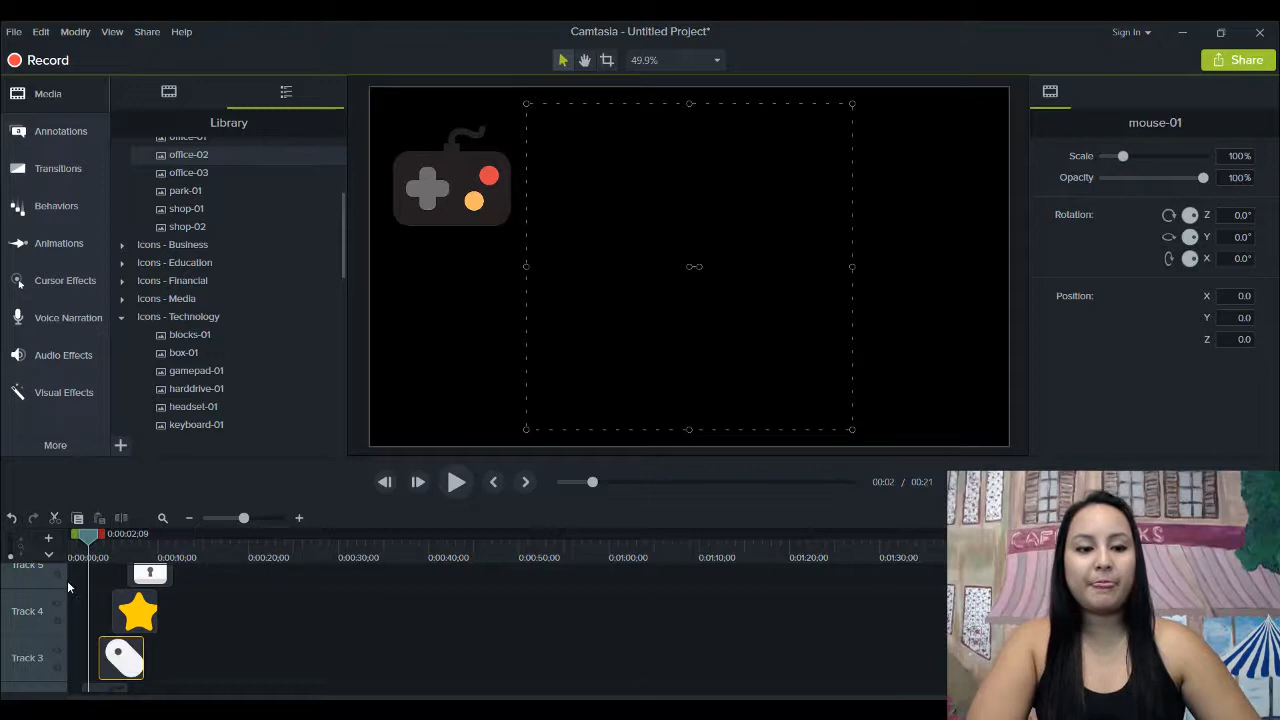 File Edit Modify View Share Help
Camtasia - Untitled Project*
Sign In
Record
49.9%
Share
Media
Annotations
Transitions
Behaviors
Animations
Cursor Effects
Voice Narration
Audio Effects
Visual Effects
More
Library
office-01
office-02
office-03
park-01
shop-01
shop-02
Icons - Business
Icons - Education
Icons - Financial
Icons - Media
Icons - Technology
blocks-01
box-01
gamepad-01
harddrive-01
headset-01
keyboard-01
mouse-01
Scale 100%
Opacity 100%
Rotation: Z 0.0°
Y 0.0°
X 0.0°
Position: X 0.0
Y 0.0
Z 0.0
00:02 / 00:21
0:00:02;09
0:00:00;00 0:00:10;00 0:00:20;00 0:00:30;00 0:00:40;00 0:00:50;00 0:01:00;00 0:01:10;00 0:01:20;00 0:01:30;00
Track 5
Track 4
Track 3